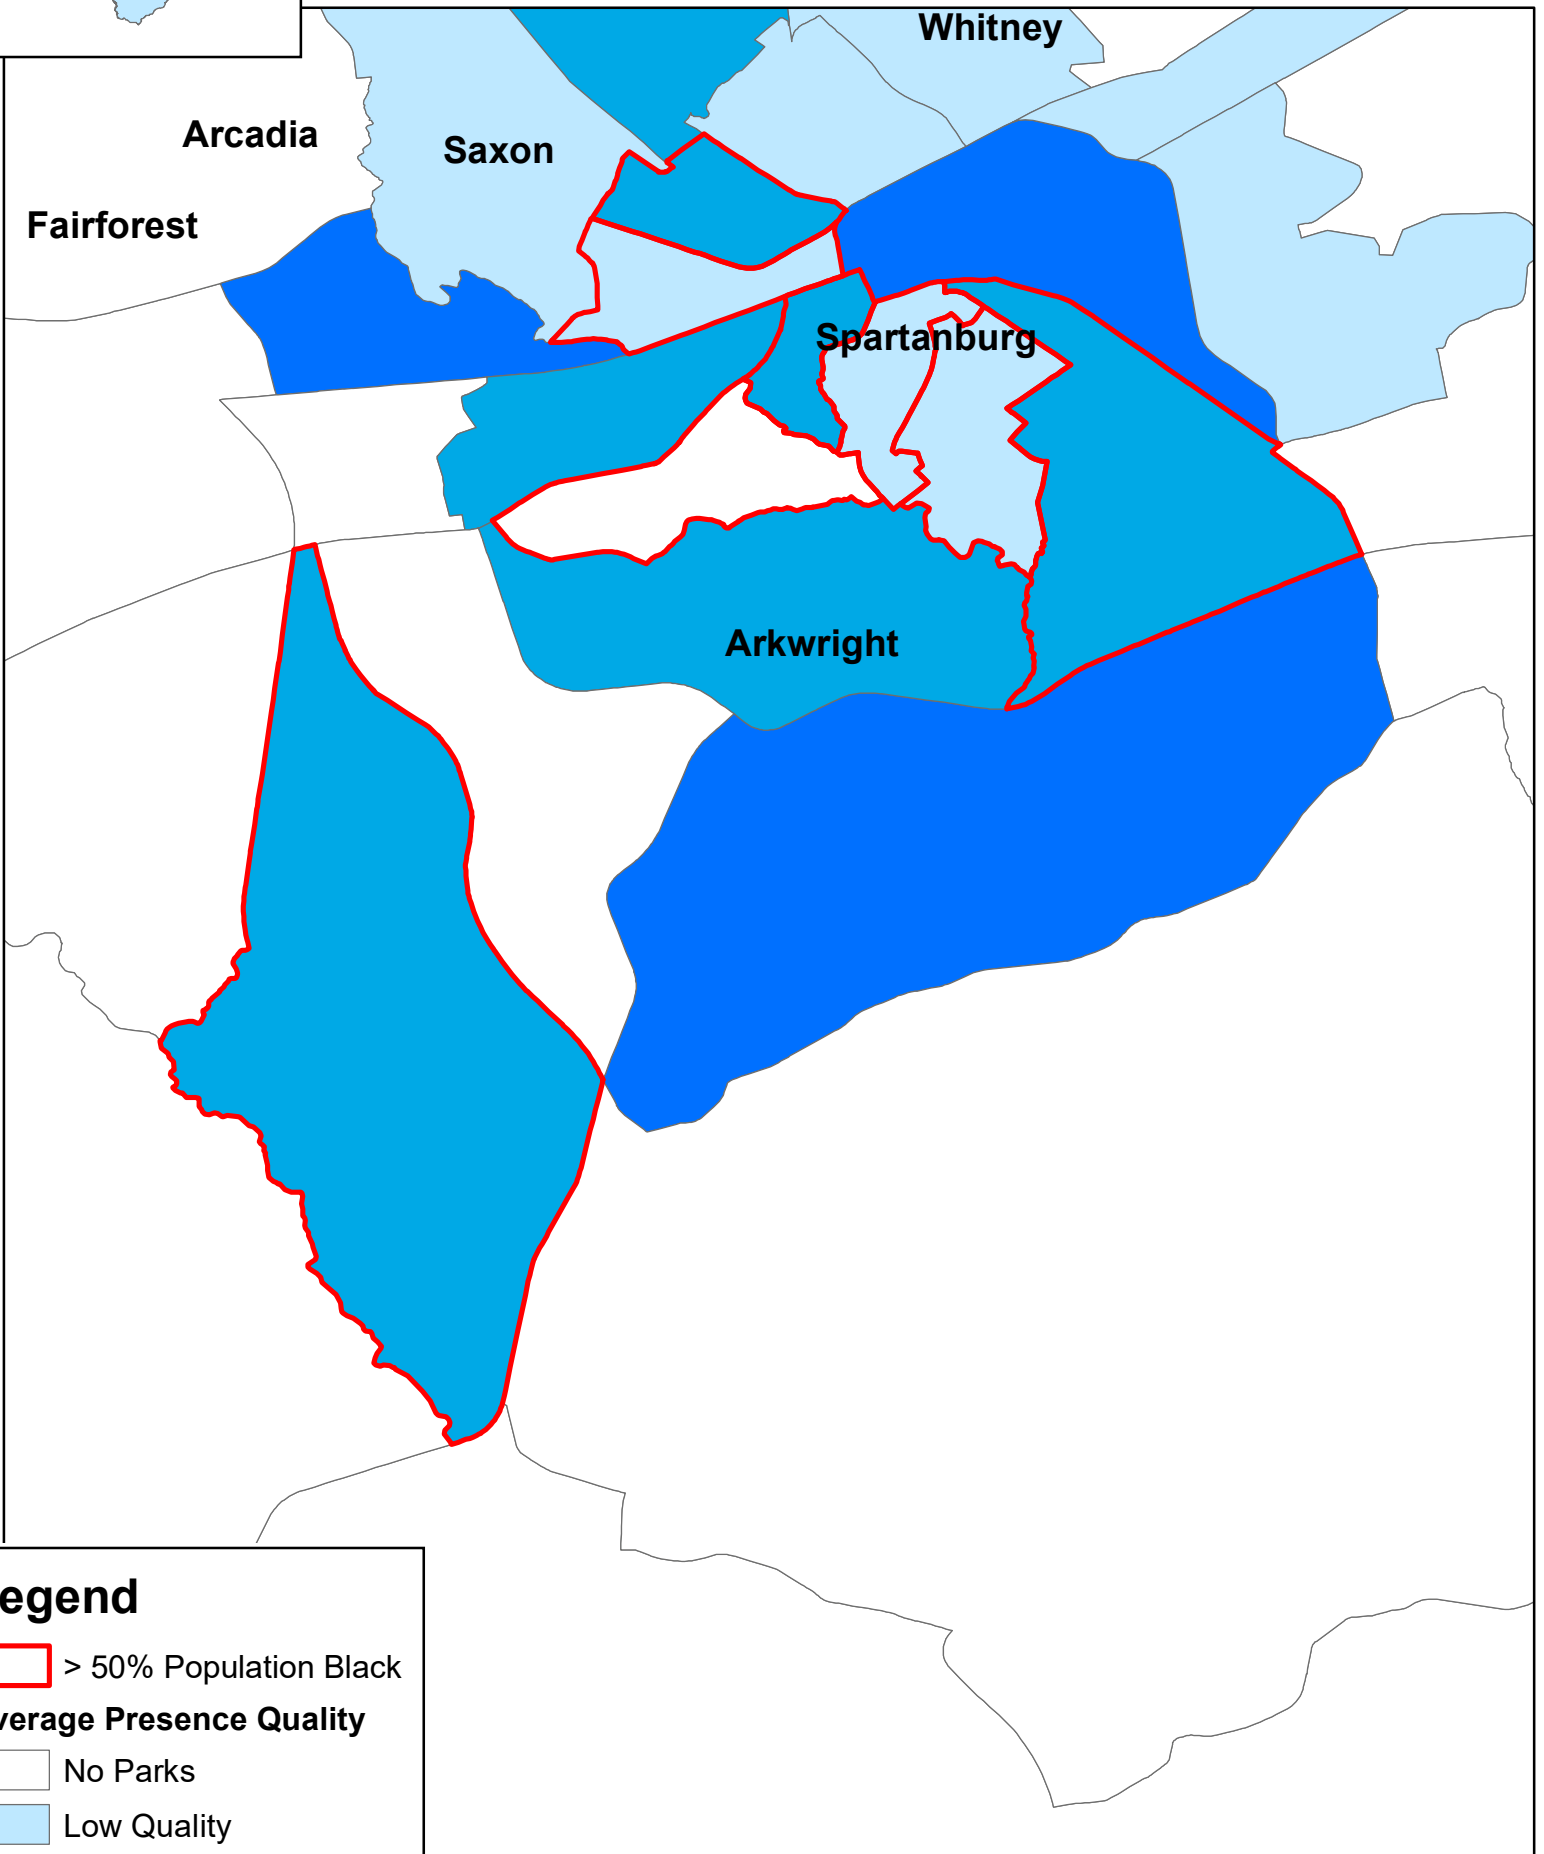 Whitney
Arcadia
Saxon
Fairforest
Spartanburg
Arkwright
egend
> 50% Population Black
verage Presence Quality
No Parks
Low Quality